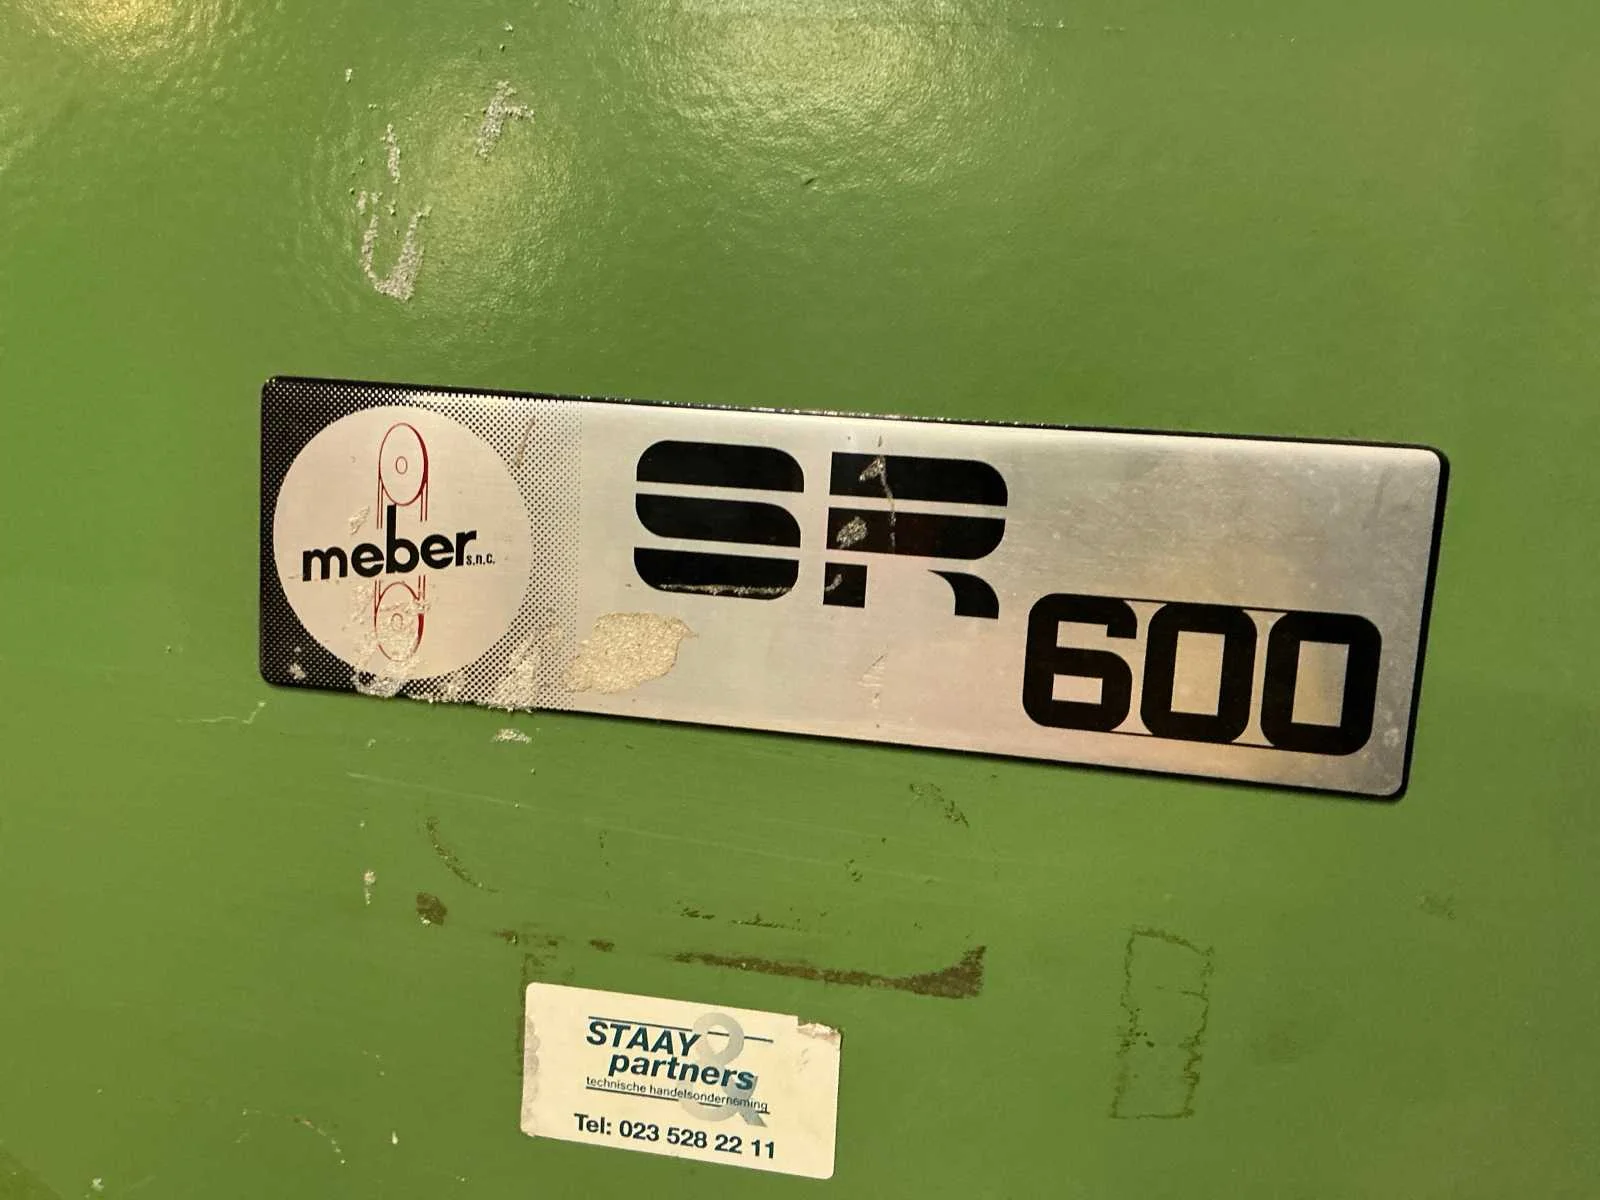 meber s.n.c.
SR
600
STAAY &
partners
technische handelsonderneming
Tel: 023 528 22 11